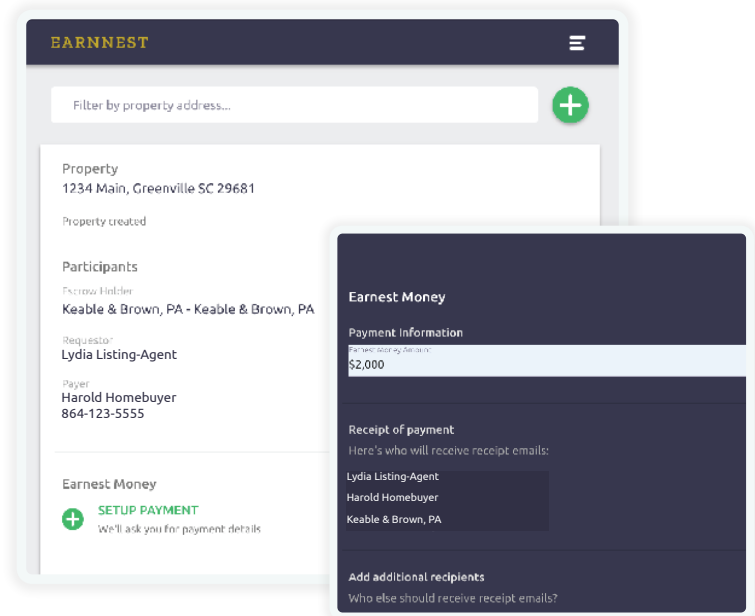 EARNNEST
Filter by property address...
Property
1234 Main, Greenville SC 29681
Property created
Participants
Escrow Holder
Keable & Brown, PA - Keable & Brown, PA
Requestor
Lydia Listing-Agent
Payer
Harold Homebuyer
864-123-5555
Earnest Money
SETUP PAYMENT
We'll ask you for payment details
Earnest Money
Payment Information
Earnest Money Amount
$2,000
Receipt of payment
Here's who will receive receipt emails:
Lydia Listing-Agent
Harold Homebuyer
Keable & Brown, PA
Add additional recipients
Who else should receive receipt emails?